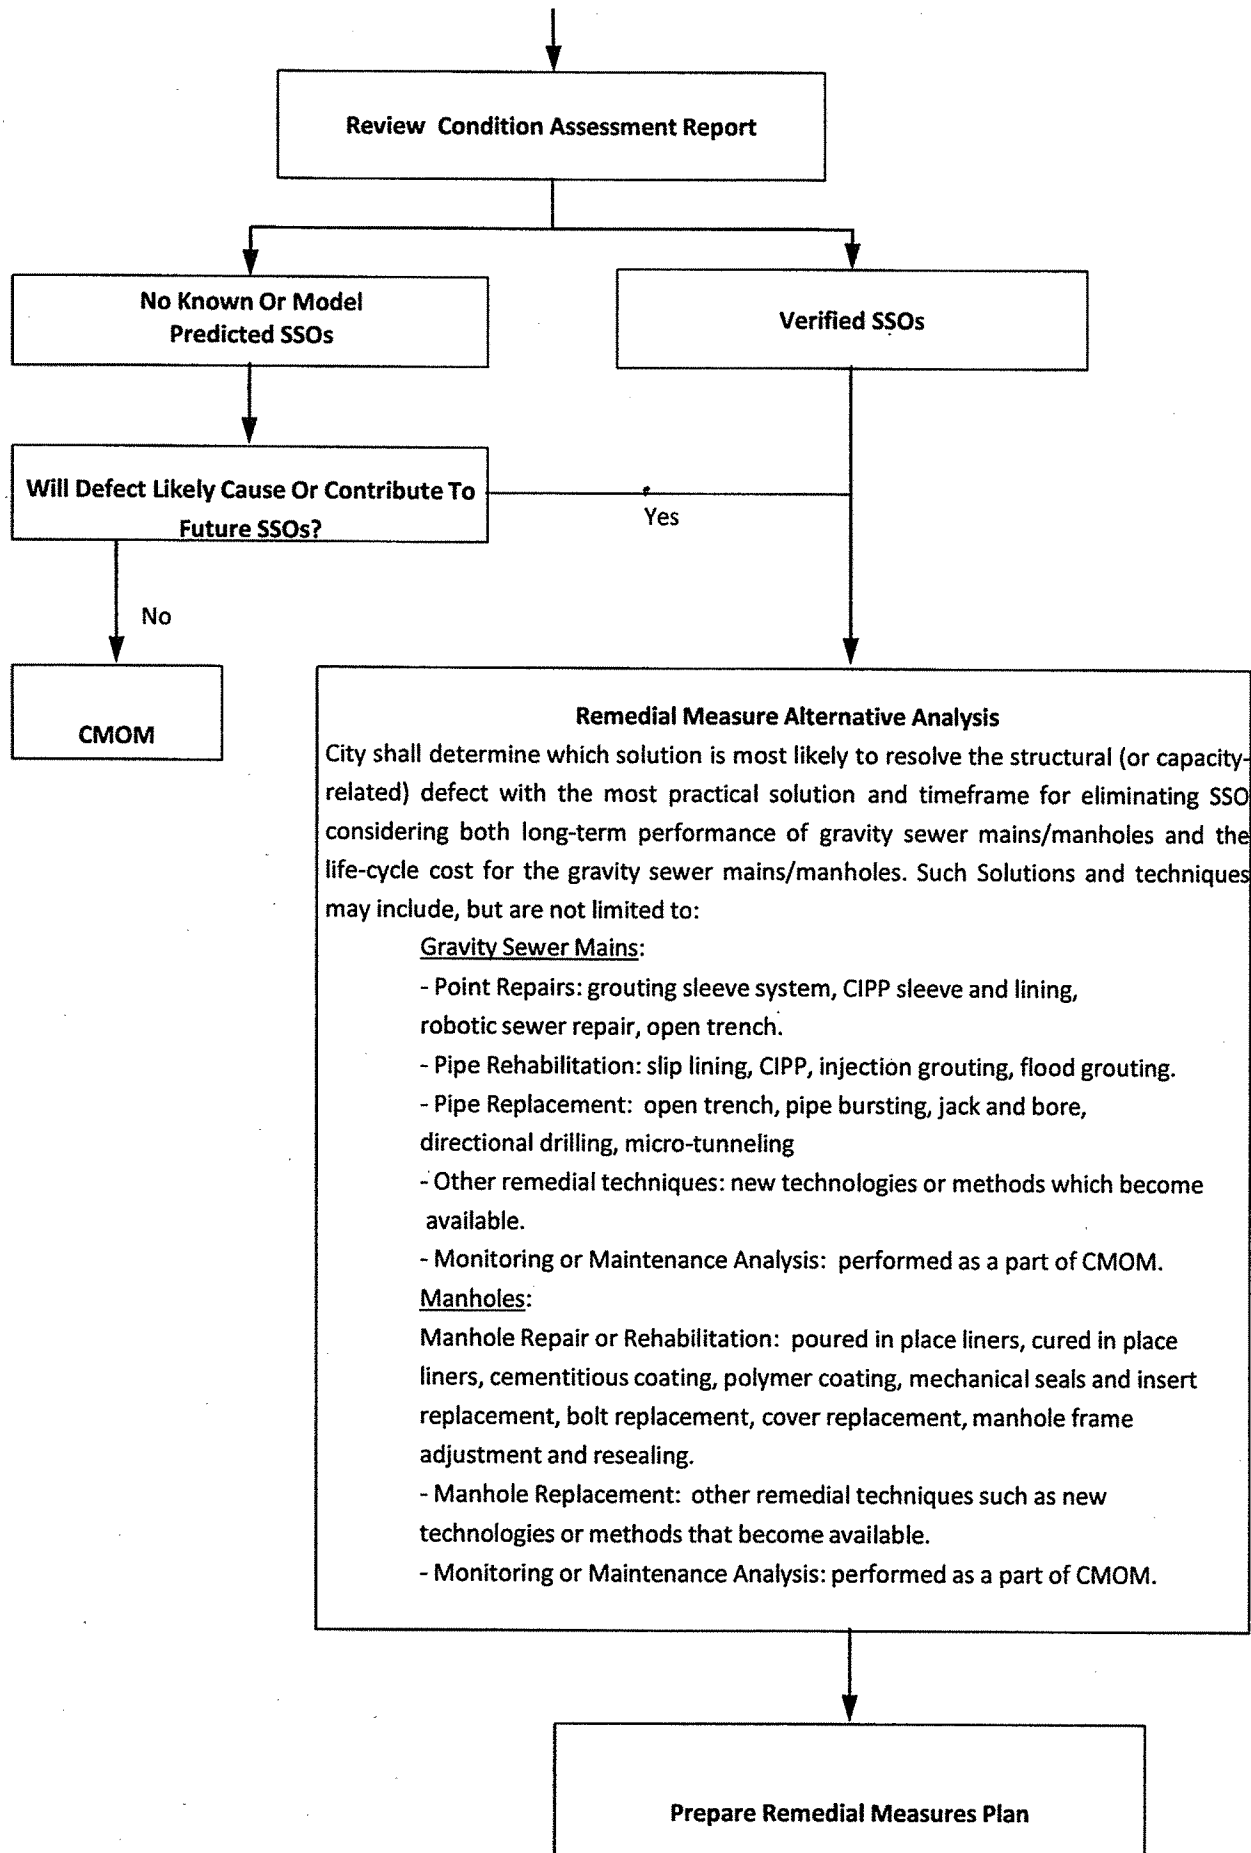 Review Condition Assessment Report
No Known Or Model
Predicted SSOs
Verified SSOs
Will Defect Likely Cause Or Contribute To
Future SSOs?
Yes
No
CMOM
Remedial Measure Alternative Analysis
City shall determine which solution is most likely to resolve the structural (or capacity-
related) defect with the most practical solution and timeframe for eliminating SSO
considering both long-term performance of gravity sewer mains/manholes and the
life-cycle cost for the gravity sewer mains/manholes. Such Solutions and techniques
may include, but are not limited to:
Gravity Sewer Mains:
- Point Repairs: grouting sleeve system, CIPP sleeve and lining,
robotic sewer repair, open trench.
- Pipe Rehabilitation: slip lining, CIPP, injection grouting, flood grouting.
- Pipe Replacement: open trench, pipe bursting, jack and bore,
directional drilling, micro-tunneling
- Other remedial techniques: new technologies or methods which become
available.
- Monitoring or Maintenance Analysis: performed as a part of CMOM.
Manholes:
Manhole Repair or Rehabilitation: poured in place liners, cured in place
liners, cementitious coating, polymer coating, mechanical seals and insert
replacement, bolt replacement, cover replacement, manhole frame
adjustment and resealing.
- Manhole Replacement: other remedial techniques such as new
technologies or methods that become available.
- Monitoring or Maintenance Analysis: performed as a part of CMOM.
Prepare Remedial Measures Plan